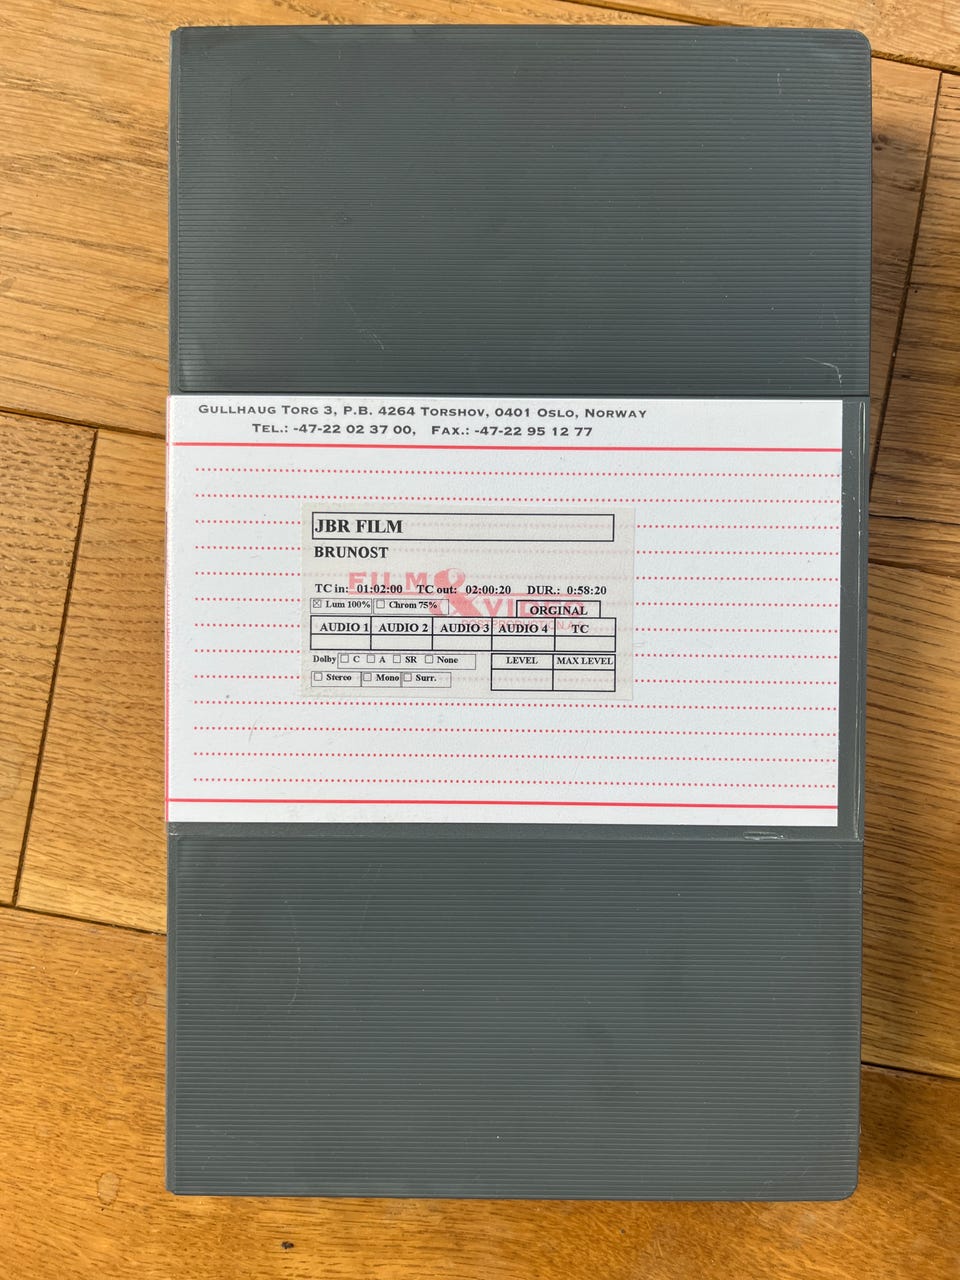 GULLHAUG TORG 3, P.B. 4264 TORSHOV, 0401 OSLO, NORWAY
TEL.: -47-22 02 37 00, FAX.: -47-22 95 12 77
JBR FILM
BRUNOST
FILM & VIDEO
POSTPRODUCTION A.S
TC in: 01:02:00 TC out: 02:00:20 DUR.: 0:58:20
☒ Lum 100% ☐ Chrom 75% ORGINAL
AUDIO 1 AUDIO 2 AUDIO 3 AUDIO 4 TC
Dolby ☐ C ☐ A ☐ SR ☐ None LEVEL MAX LEVEL
☐ Stereo ☐ Mono ☐ Surr.